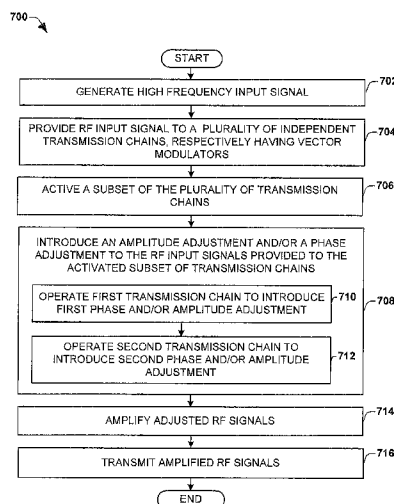 700
START
GENERATE HIGH FREQUENCY INPUT SIGNAL
702
PROVIDE RF INPUT SIGNAL TO A PLURALITY OF INDEPENDENT
TRANSMISSION CHAINS, RESPECTIVELY HAVING VECTOR
MODULATORS
704
ACTIVE A SUBSET OF THE PLURALITY OF TRANSMISSION
CHAINS
706
INTRODUCE AN AMPLITUDE ADJUSTMENT AND/OR A PHASE
ADJUSTMENT TO THE RF INPUT SIGNALS PROVIDED TO THE
ACTIVATED SUBSET OF TRANSMISSION CHAINS
708
OPERATE FIRST TRANSMISSION CHAIN TO INTRODUCE
FIRST PHASE AND/OR AMPLITUDE ADJUSTMENT
710
OPERATE SECOND TRANSMISSION CHAIN TO
INTRODUCE SECOND PHASE AND/OR AMPLITUDE
ADJUSTMENT
712
AMPLIFY ADJUSTED RF SIGNALS
714
TRANSMIT AMPLIFIED RF SIGNALS
716
END